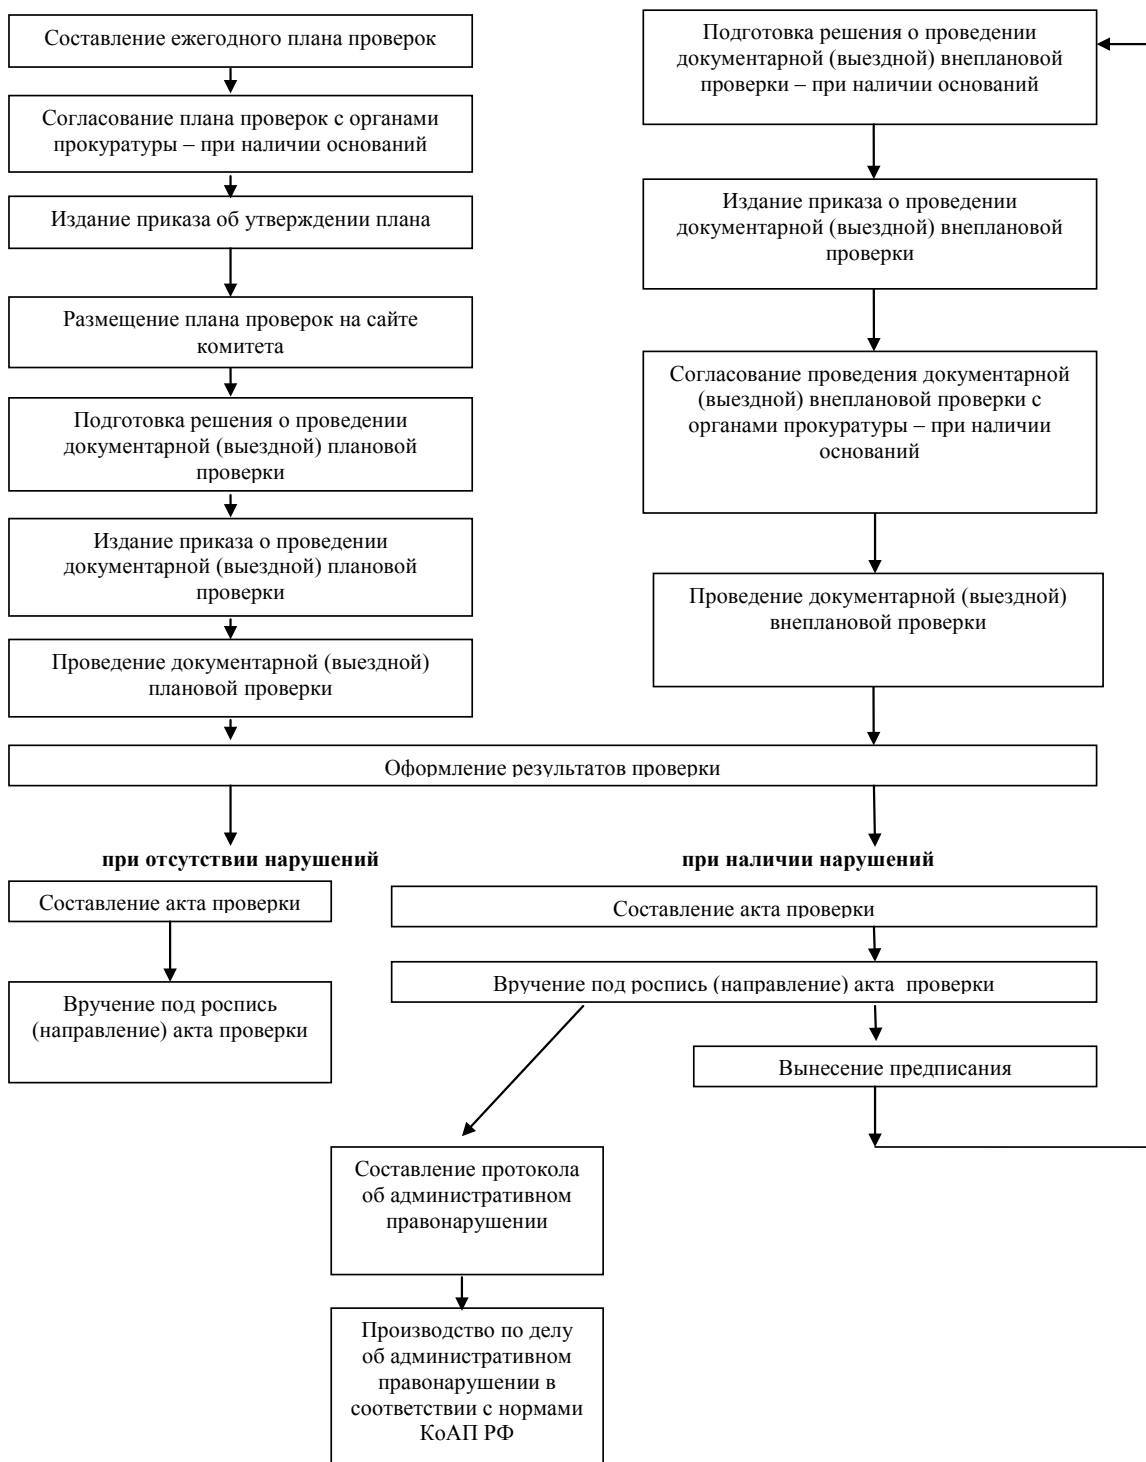 Составление ежегодного плана проверок
Согласование плана проверок с органами
прокуратуры – при наличии оснований
Издание приказа об утверждении плана
Размещение плана проверок на сайте
комитета
Подготовка решения о проведении
документарной (выездной) плановой
проверки
Издание приказа о проведении
документарной (выездной) плановой
проверки
Проведение документарной (выездной)
плановой проверки
Подготовка решения о проведении
документарной (выездной) внеплановой
проверки – при наличии оснований
Издание приказа о проведении
документарной (выездной) внеплановой
проверки
Согласование проведения документарной
(выездной) внеплановой проверки с
органами прокуратуры – при наличии
оснований
Проведение документарной (выездной)
внеплановой проверки
Оформление результатов проверки
при отсутствии нарушений
Составление акта проверки
Вручение под роспись
(направление) акта проверки
при наличии нарушений
Составление акта проверки
Вручение под роспись (направление) акта проверки
Вынесение предписания
Составление протокола
об административном
правонарушении
Производство по делу
об административном
правонарушении в
соответствии с нормами
КоАП РФ